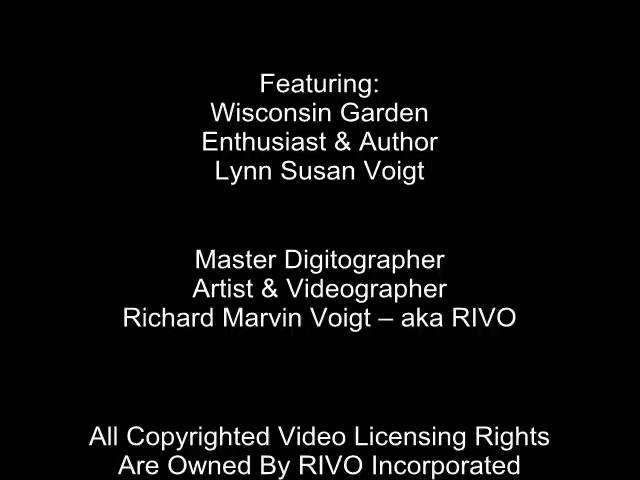 Featuring:
Wisconsin Garden
Enthusiast & Author
Lynn Susan Voigt
Master Digitographer
Artist & Videographer
Richard Marvin Voigt – aka RIVO
All Copyrighted Video Licensing Rights
Are Owned By RIVO Incorporated